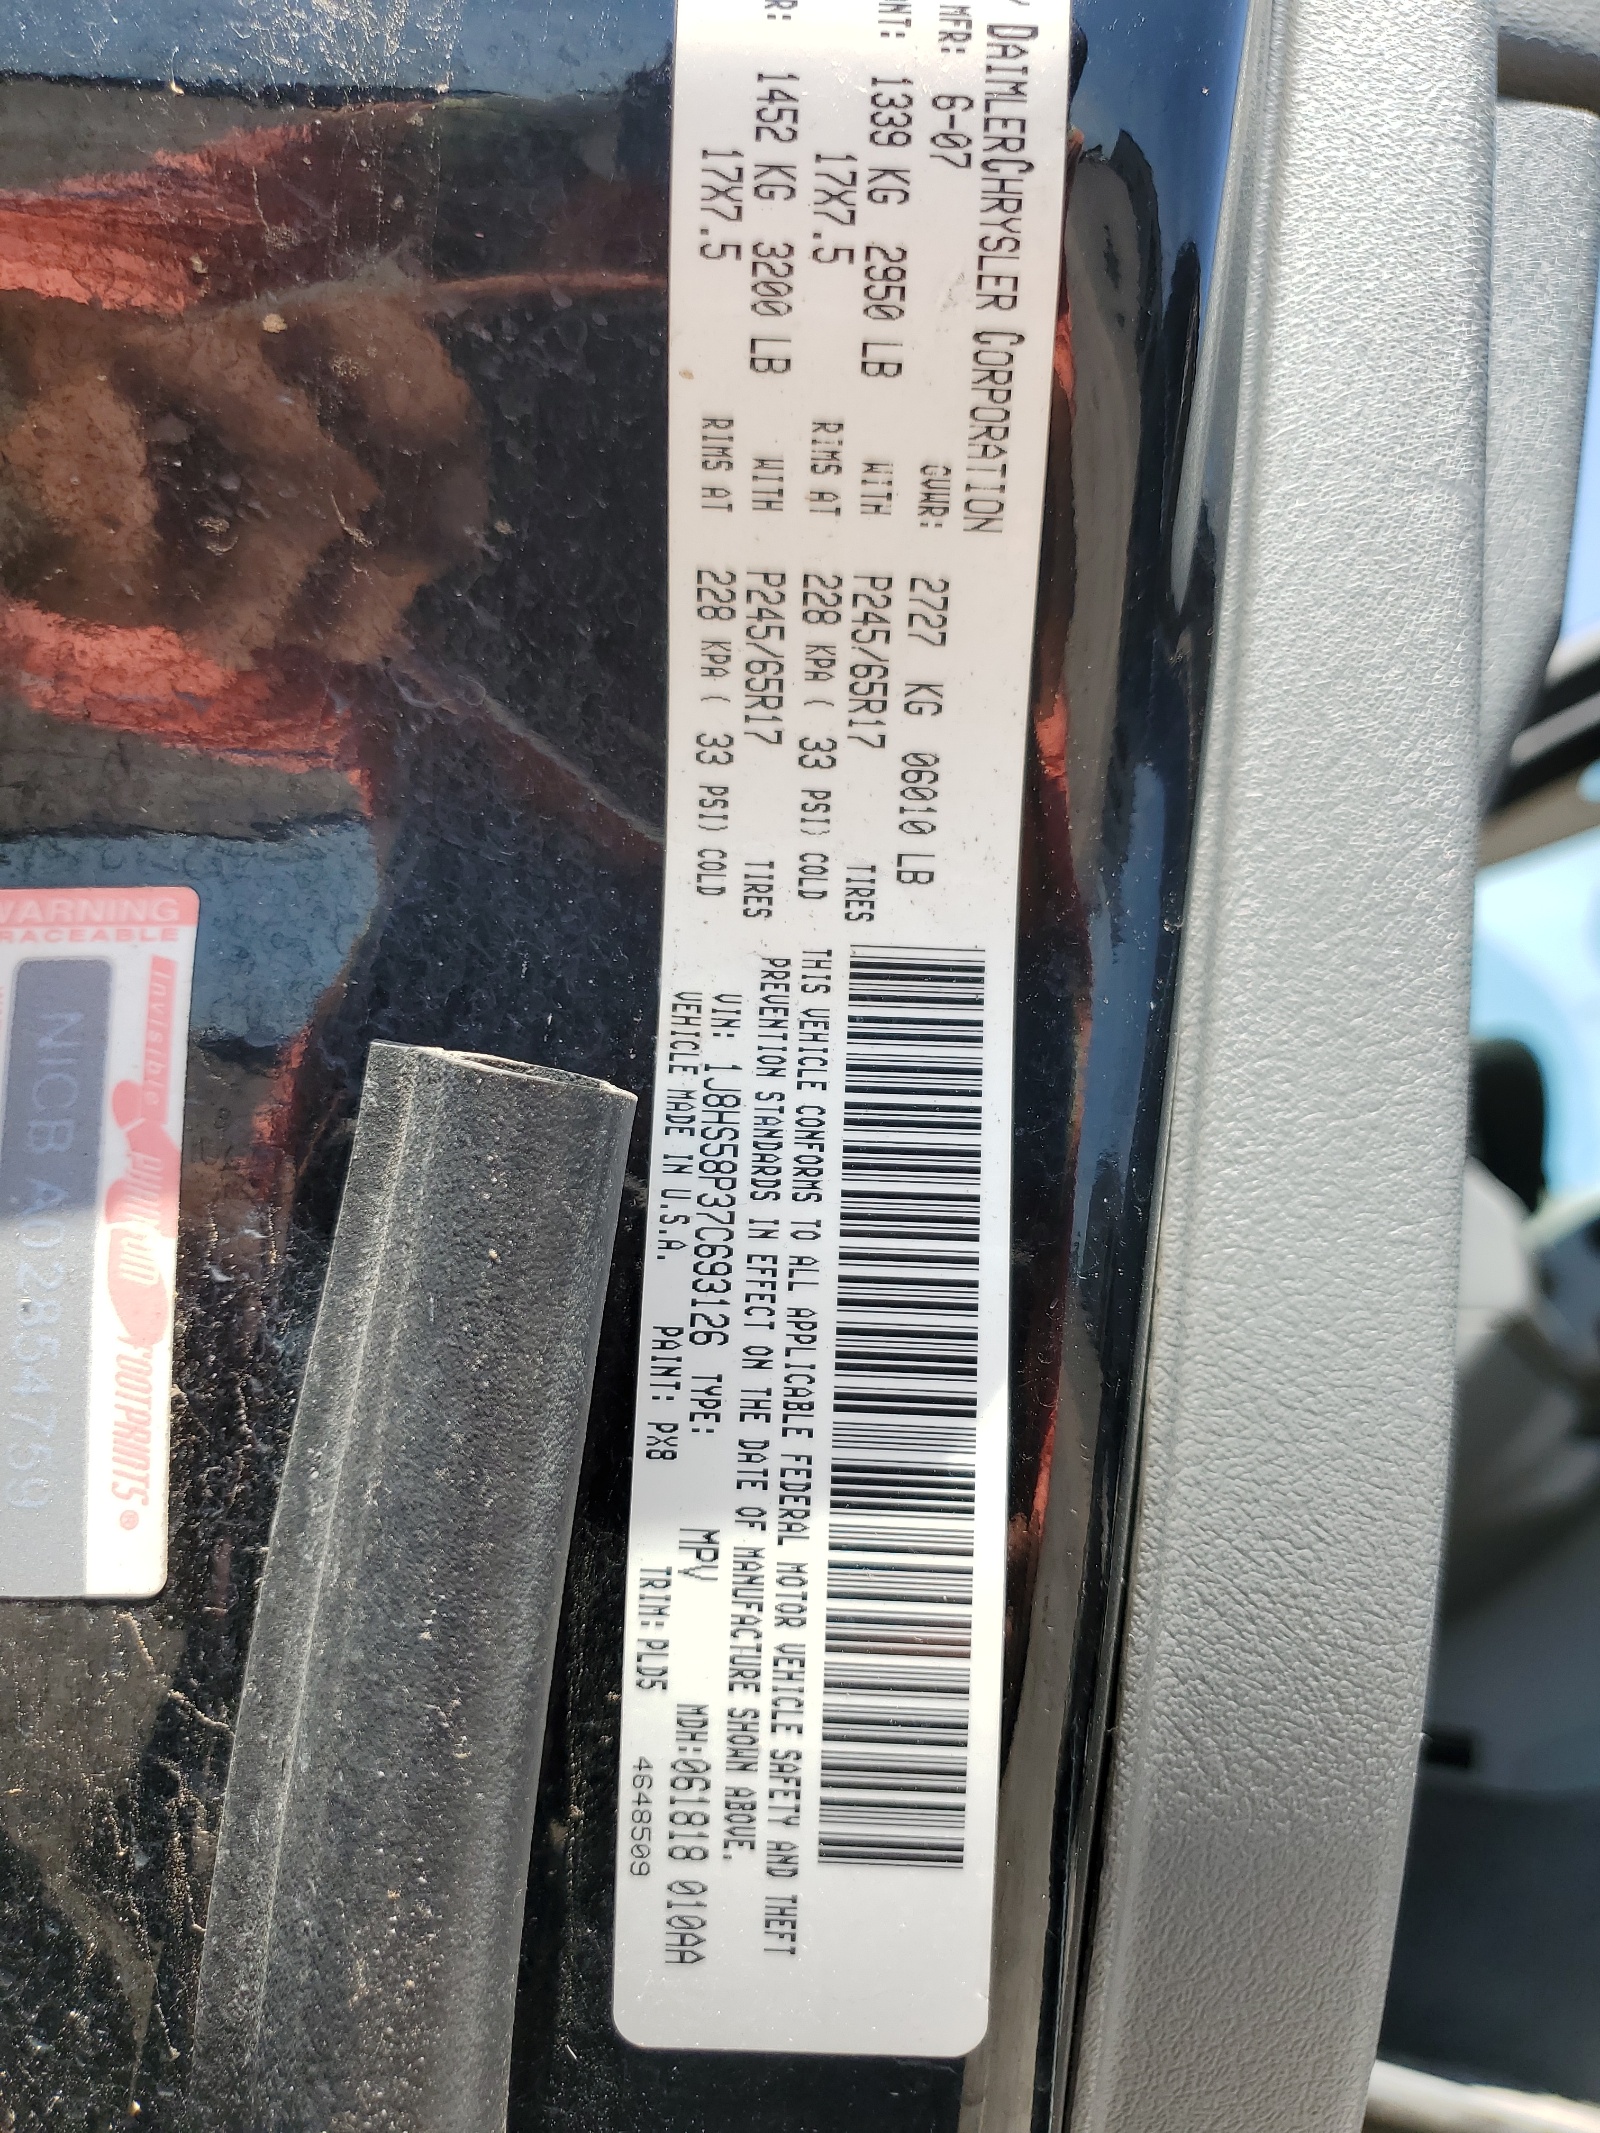 DAIMLERCHRYSLER CORPORATION
MFR: 6-07 GVWR: 2727 KG 06010 LB
NT: 1339 KG 2950 LB WITH P245/65R17 TIRES
17X7.5 RIMS AT 228 KPA ( 33 PSI) COLD
R: 1452 KG 3200 LB WITH P245/65R17 TIRES
17X7.5 RIMS AT 228 KPA ( 33 PSI) COLD
THIS VEHICLE CONFORMS TO ALL APPLICABLE FEDERAL MOTOR VEHICLE SAFETY AND THEFT
PREVENTION STANDARDS IN EFFECT ON THE DATE OF MANUFACTURE SHOWN ABOVE.
VIN: 1J8HS58P37C693126 TYPE: MPV MDH:061818 010AA
VEHICLE MADE IN U.S.A. PAINT: PX8 TRIM: PLD5 4648509
WARNING
RACEABLE
Invisible
FOOTPRINTS®
NICB A02854769